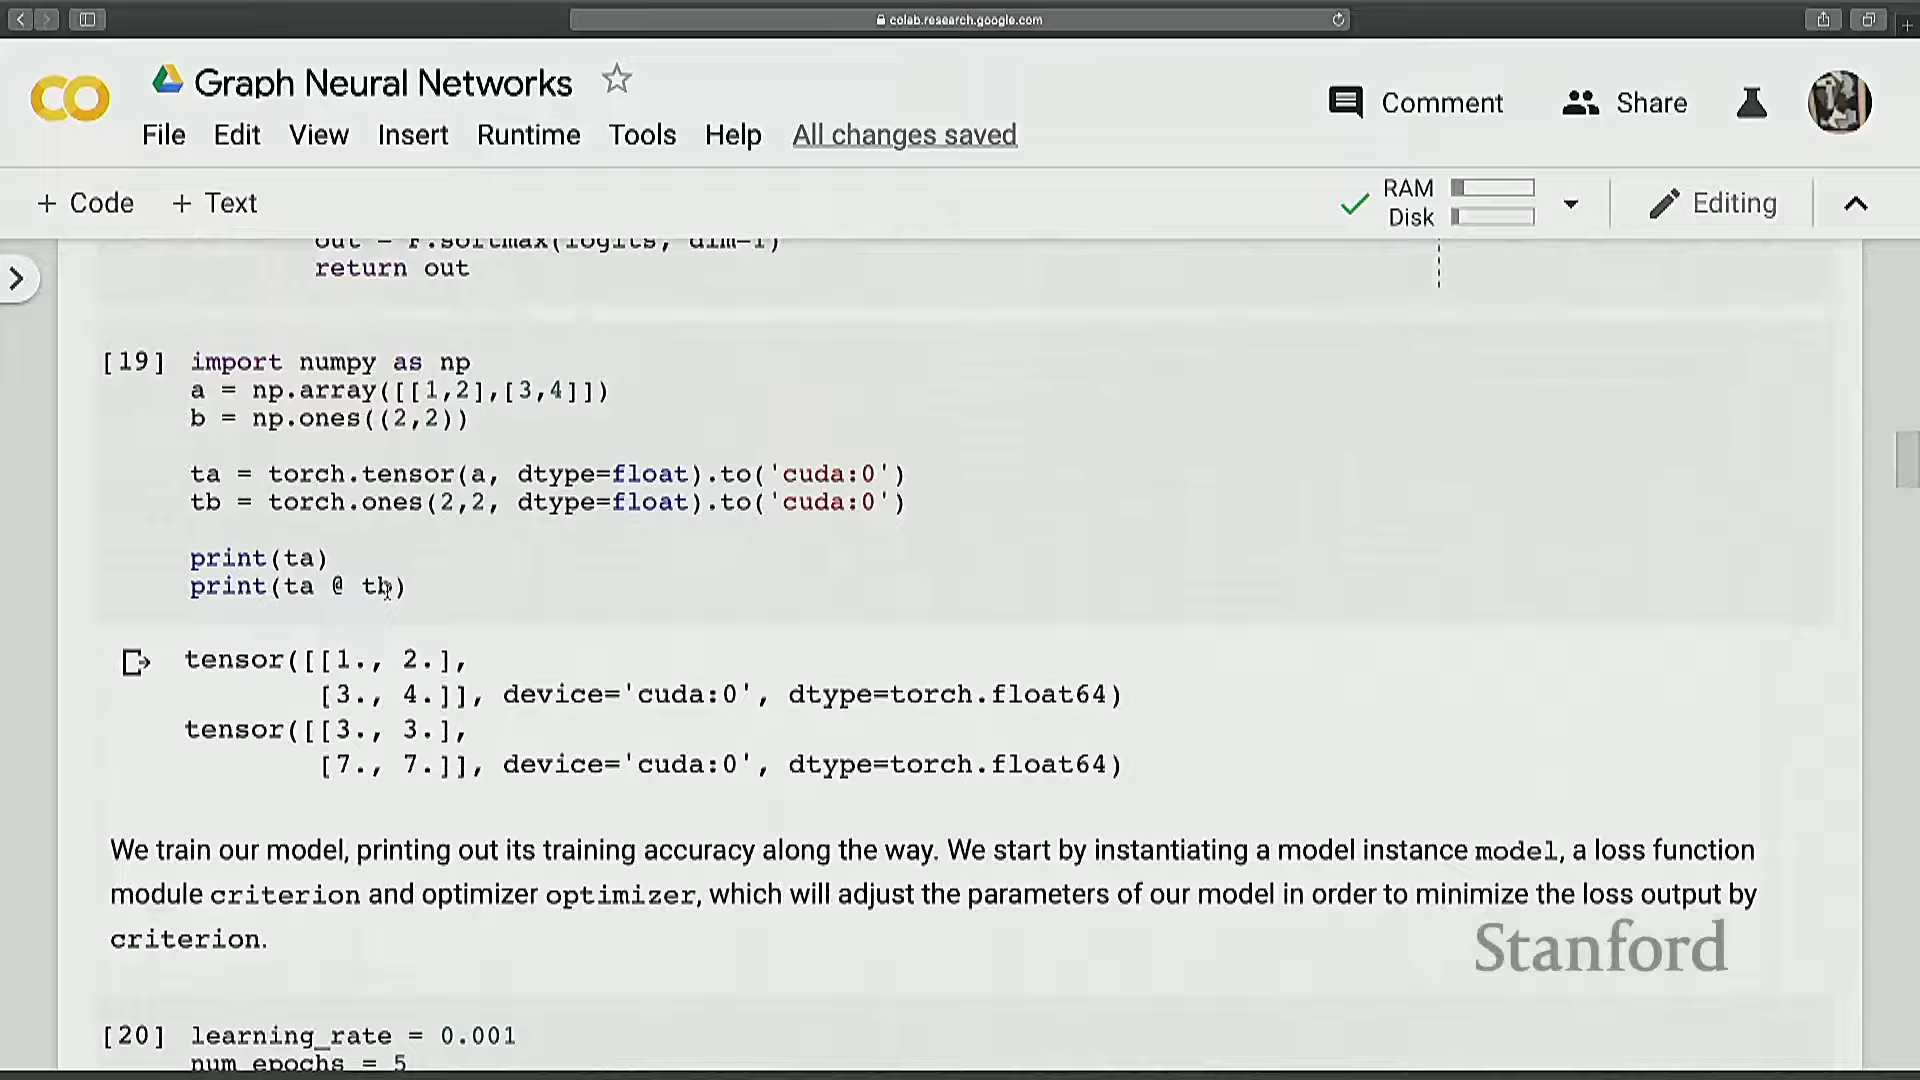 colab.research.google.com
Graph Neural Networks
Comment
Share
File Edit View Insert Runtime Tools Help All changes saved
+ Code + Text
RAM
Disk
Editing
out = F.softmax(logits, dim=1)
return out
[19] import numpy as np
a = np.array([[1,2],[3,4]])
b = np.ones((2,2))
ta = torch.tensor(a, dtype=float).to('cuda:0')
tb = torch.ones(2,2, dtype=float).to('cuda:0')
print(ta)
print(ta @ tb)
tensor([[1., 2.],
[3., 4.]], device='cuda:0', dtype=torch.float64)
tensor([[3., 3.],
[7., 7.]], device='cuda:0', dtype=torch.float64)
We train our model, printing out its training accuracy along the way. We start by instantiating a model instance model, a loss function
module criterion and optimizer optimizer, which will adjust the parameters of our model in order to minimize the loss output by
criterion.
Stanford
[20] learning_rate = 0.001
num_epochs = 5